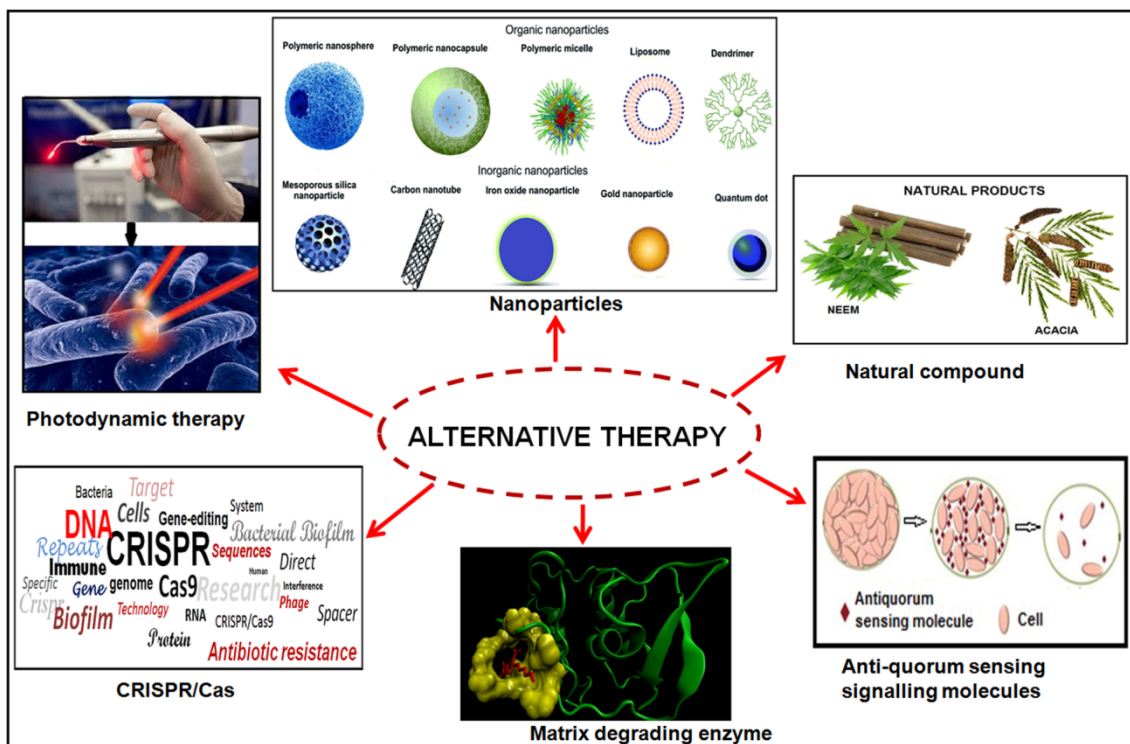 Organic nanoparticles
Polymeric nanosphere
Polymeric nanocapsule
Polymeric micelle
Liposome
Dendrimer
Inorganic nanoparticles
Mesoporous silica
nanoparticle
Carbon nanotube
Iron oxide nanoparticle
Gold nanoparticle
Quantum dot
Nanoparticles
NATURAL PRODUCTS
NEEM
ACACIA
Natural compound
Photodynamic therapy
ALTERNATIVE THERAPY
Bacteria
Target
DNA
Cells
Gene-editing
System
Bacterial Biofilm
Repeats
CRISPR
Sequences
Direct
Immune
Human
Specific
Gene
genome
Cas9
Research
Interference
Crispr
Biofilm
Technology
RNA
CRISPR/Cas9
Phage
Spacer
Protein
Antibiotic resistance
CRISPR/Cas
Matrix degrading enzyme
Antiquorum
sensing molecule
Cell
Anti-quorum sensing
signalling molecules